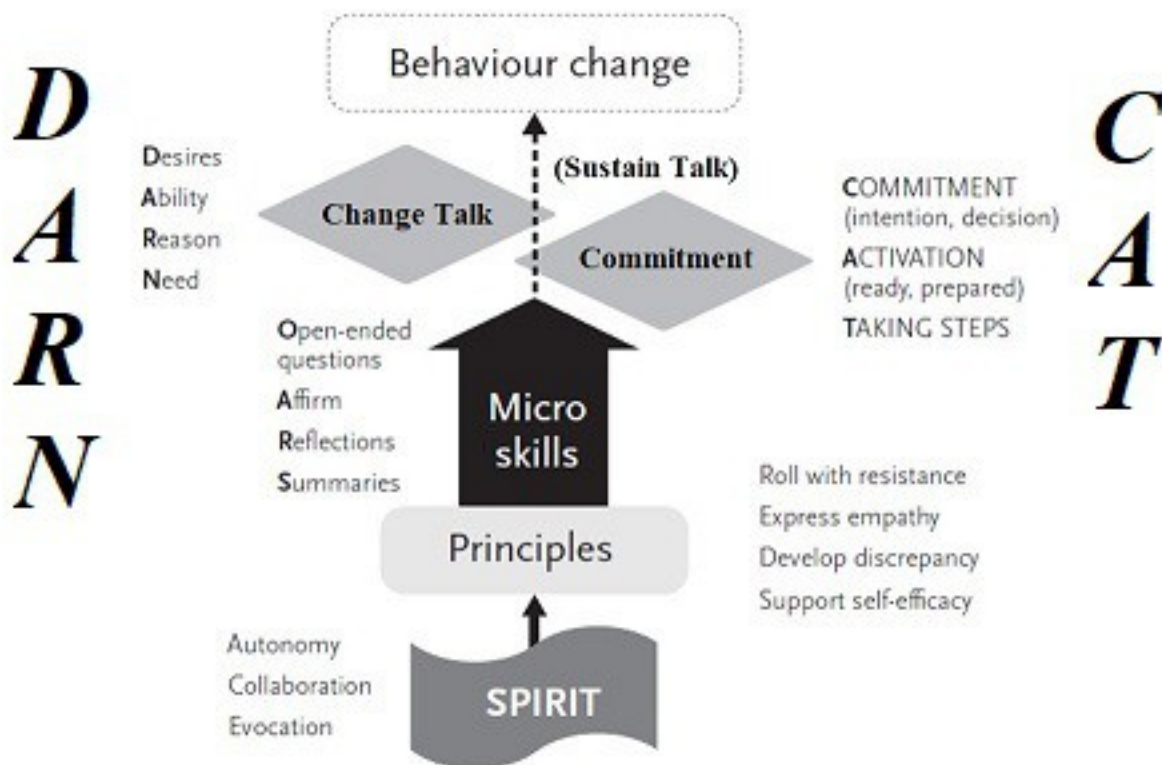 Behaviour change
D
A
R
N
Desires
Ability
Reason
Need
Change Talk
(Sustain Talk)
Commitment
COMMITMENT
(intention, decision)
ACTIVATION
(ready, prepared)
TAKING STEPS
C
A
T
Open-ended
questions
Affirm
Reflections
Summaries
Micro
skills
Principles
Roll with resistance
Express empathy
Develop discrepancy
Support self-efficacy
Autonomy
Collaboration
Evocation
SPIRIT